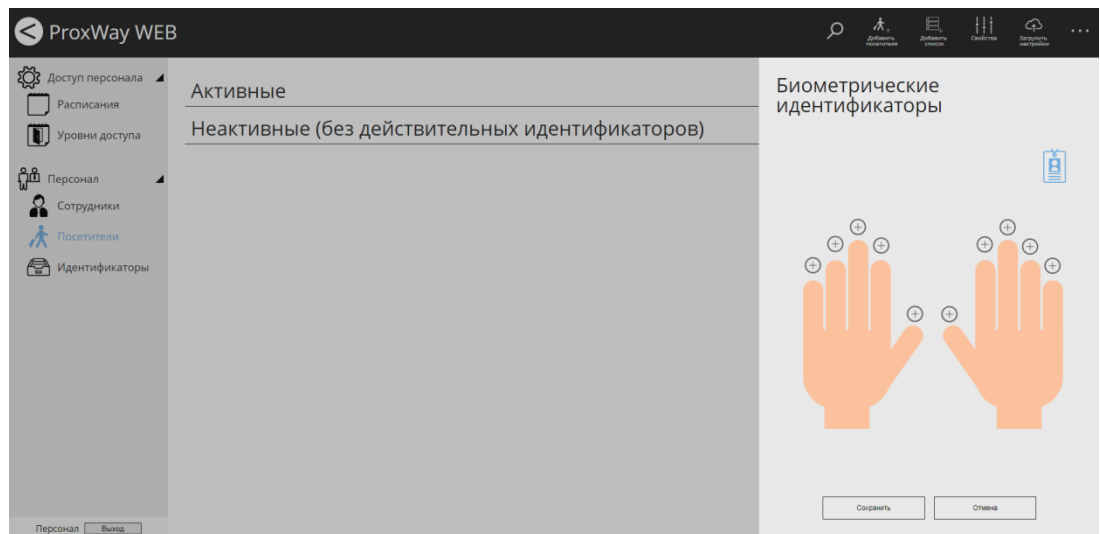 ProxWay WEB
Добавить
посетителя
Добавить
список
Свойства
Загрузить
настройки
Доступ персонала
Расписания
Уровни доступа
Персонал
Сотрудники
Посетители
Идентификаторы
Активные
Неактивные (без действительных идентификаторов)
Биометрические
идентификаторы
Сохранить
Отмена
Персонал
Выход